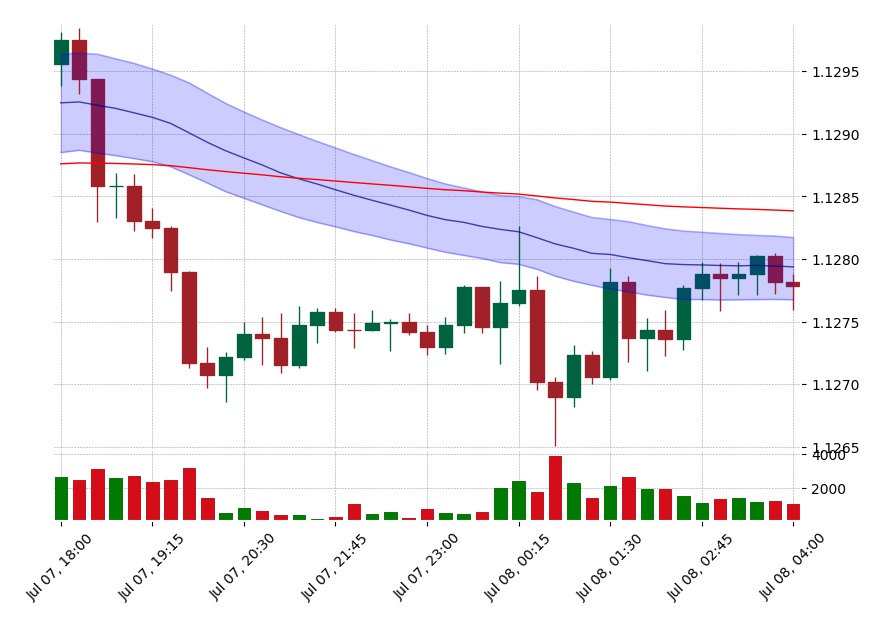 1.1295
1.1290
1.1285
1.1280
1.1275
1.1270
1.1265
4000
2000
Jul 07, 18:00
Jul 07, 19:15
Jul 07, 20:30
Jul 07, 21:45
Jul 07, 23:00
Jul 08, 00:15
Jul 08, 01:30
Jul 08, 02:45
Jul 08, 04:00